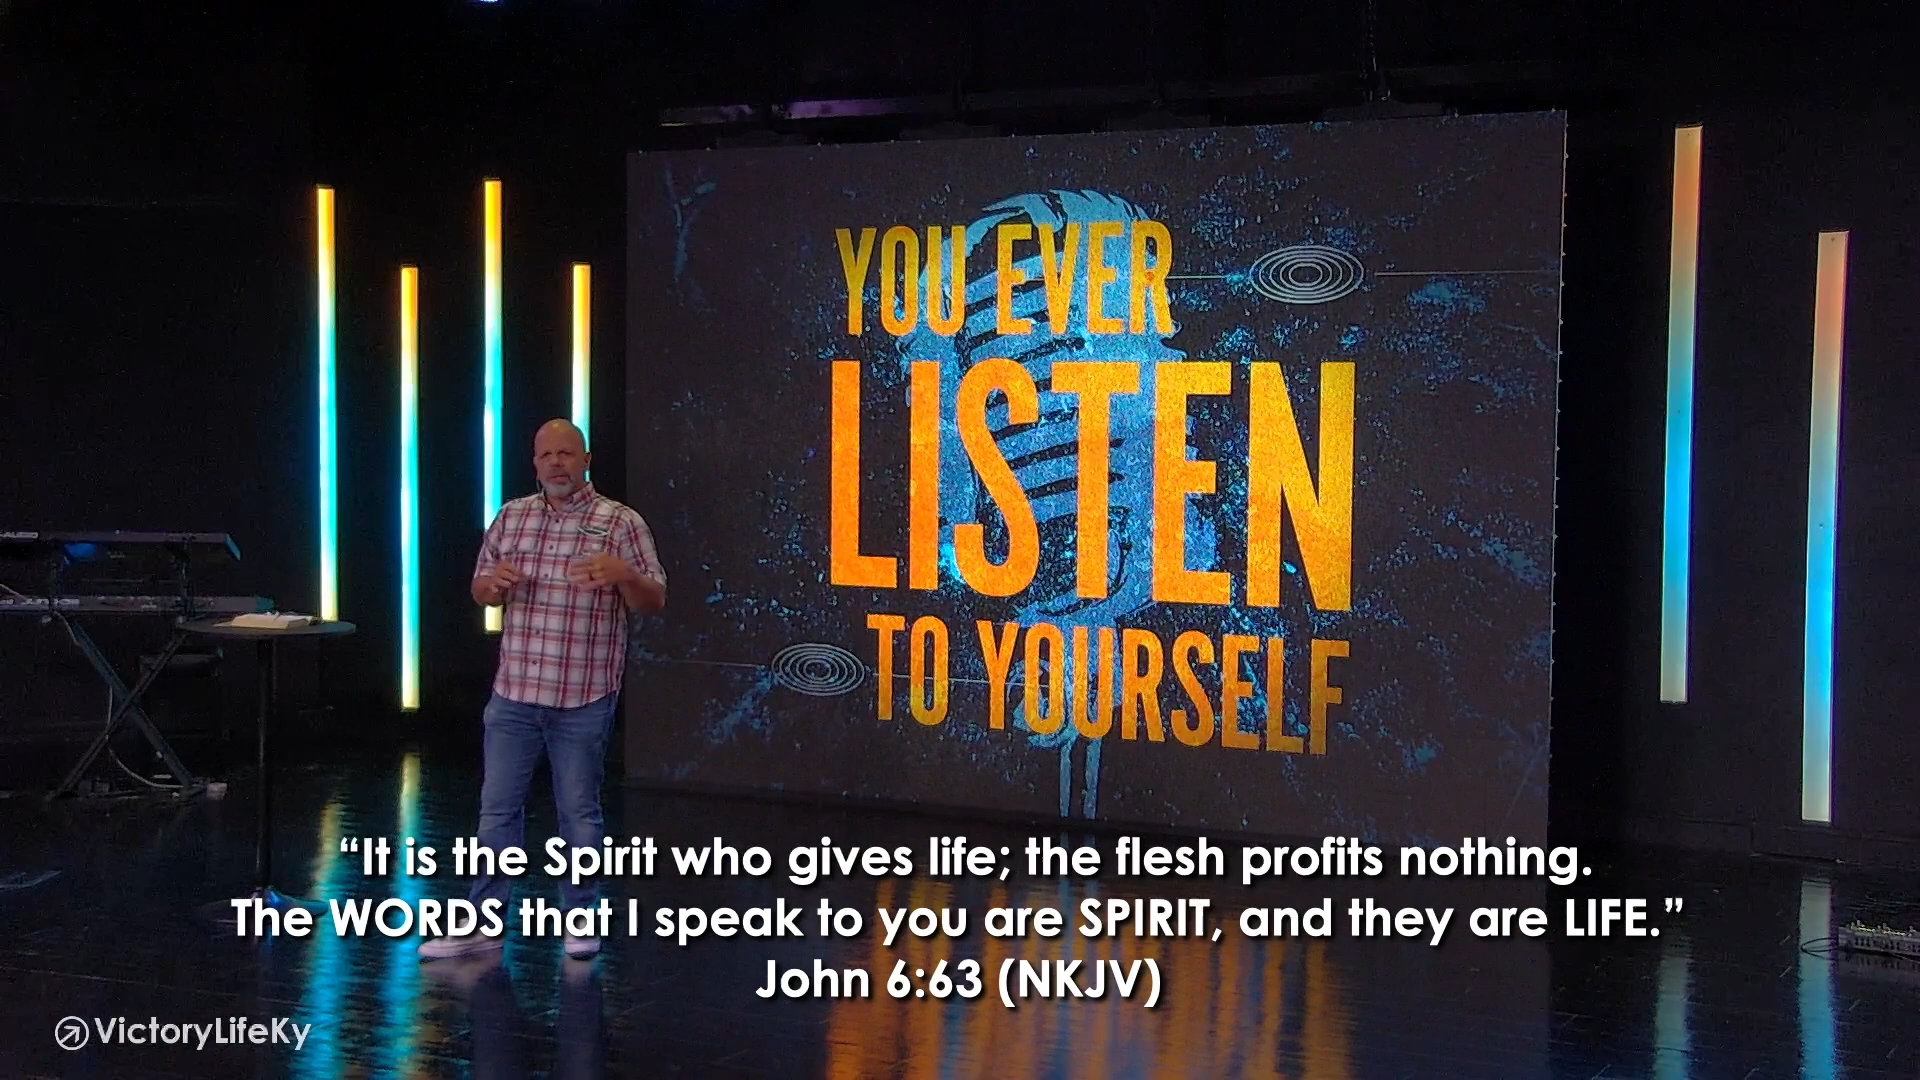 YOU EVER
LISTEN
TO YOURSELF
“It is the Spirit who gives life; the flesh profits nothing.
The WORDS that I speak to you are SPIRIT, and they are LIFE.”
John 6:63 (NKJV)
VictoryLifeKy